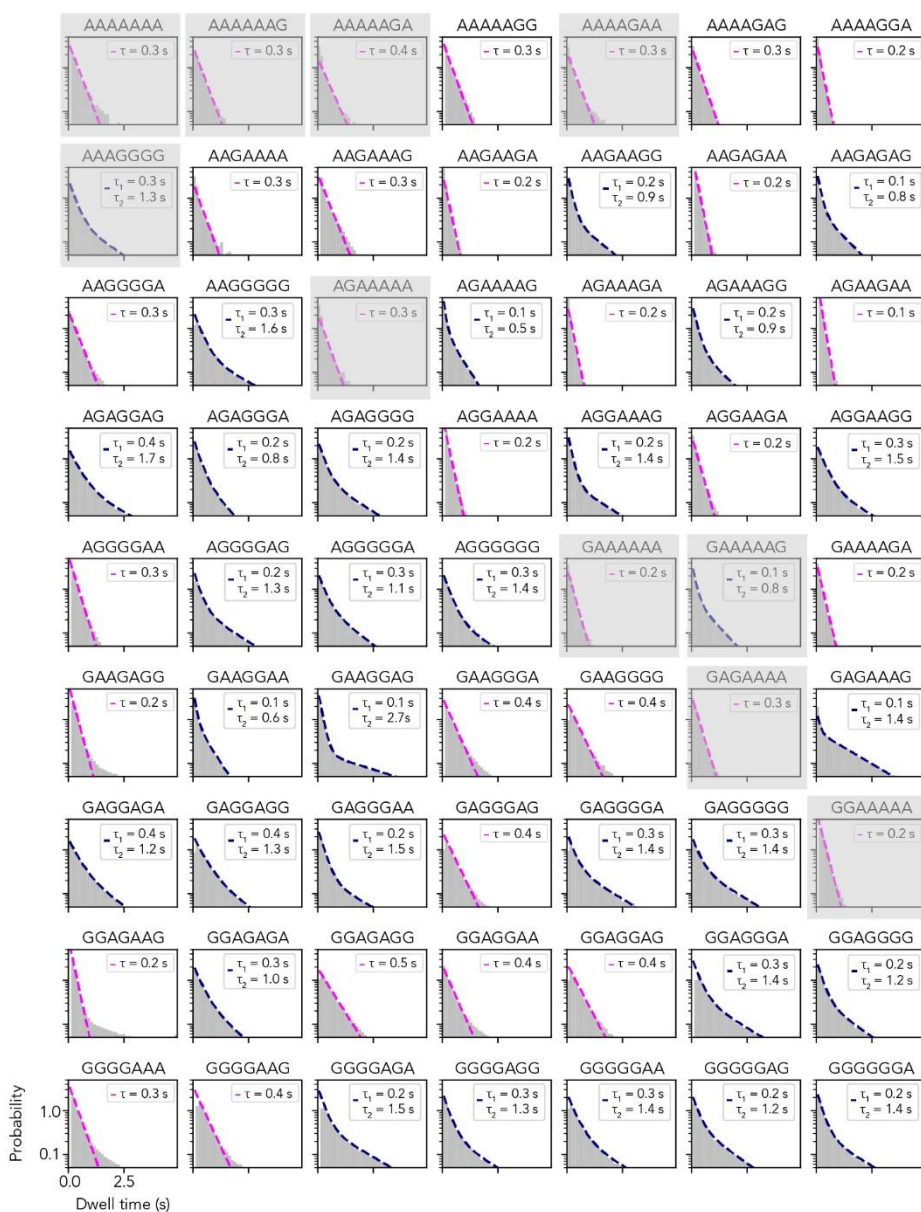 AAAAAAA AAAAAAG AAAAAGA AAAAAGG AAAAGAA AAAAGAG AAAAGGA
τ = 0.3 s τ = 0.3 s τ = 0.4 s τ = 0.3 s τ = 0.3 s τ = 0.3 s τ = 0.2 s
AAAGGGG AAGAAAA AAGAAAG AAGAAGA AAGAAGG AAGAGAA AAGAGAG
τ1 = 0.3 s τ = 0.3 s τ = 0.3 s τ = 0.2 s τ1 = 0.2 s τ = 0.2 s τ1 = 0.1 s
τ2 = 1.3 s τ2 = 0.9 s τ2 = 0.8 s
AAGGGGA AAGGGGG AGAAAAA AGAAAAG AGAAAGA AGAAAGG AGAAGAA
τ = 0.3 s τ1 = 0.3 s τ = 0.3 s τ1 = 0.1 s τ = 0.2 s τ1 = 0.2 s τ = 0.1 s
τ2 = 1.6 s τ2 = 0.5 s τ2 = 0.9 s
AGAGGAG AGAGGGA AGAGGGG AGGAAAA AGGAAAG AGGAAGA AGGAAGG
τ1 = 0.4 s τ1 = 0.2 s τ1 = 0.2 s τ = 0.2 s τ1 = 0.2 s τ = 0.2 s τ1 = 0.3 s
τ2 = 1.7 s τ2 = 0.8 s τ2 = 1.4 s τ2 = 1.4 s τ2 = 1.5 s
AGGGGAA AGGGGAG AGGGGGA AGGGGGG GAAAAAA GAAAAAG GAAAAGA
τ = 0.3 s τ1 = 0.2 s τ1 = 0.3 s τ1 = 0.3 s τ = 0.2 s τ1 = 0.1 s τ = 0.2 s
τ2 = 1.3 s τ2 = 1.1 s τ2 = 1.4 s τ2 = 0.8 s
GAAGAGG GAAGGAA GAAGGAG GAAGGGA GAAGGGG GAGAAAA GAGAAAG
τ = 0.2 s τ1 = 0.1 s τ1 = 0.1 s τ = 0.4 s τ = 0.4 s τ = 0.3 s τ1 = 0.1 s
τ2 = 0.6 s τ2 = 2.7s τ2 = 1.4 s
GAGGAGA GAGGAGG GAGGGAA GAGGGAG GAGGGGA GAGGGGG GGAAAAA
τ1 = 0.4 s τ1 = 0.4 s τ1 = 0.2 s τ = 0.4 s τ1 = 0.3 s τ1 = 0.3 s τ = 0.2 s
τ2 = 1.2 s τ2 = 1.3 s τ2 = 1.5 s τ2 = 1.4 s τ2 = 1.4 s
GGAGAAG GGAGAGA GGAGAGG GGAGGAA GGAGGAG GGAGGGA GGAGGGG
τ = 0.2 s τ1 = 0.3 s τ = 0.5 s τ = 0.4 s τ = 0.4 s τ1 = 0.3 s τ1 = 0.2 s
τ2 = 1.0 s τ2 = 1.4 s τ2 = 1.2 s
GGGGAAA GGGGAAG GGGGAGA GGGGAGG GGGGGAA GGGGGAG GGGGGGA
τ = 0.3 s τ = 0.4 s τ1 = 0.2 s τ1 = 0.3 s τ1 = 0.3 s τ1 = 0.2 s τ1 = 0.2 s
τ2 = 1.5 s τ2 = 1.3 s τ2 = 1.4 s τ2 = 1.2 s τ2 = 1.4 s
Probability
1.0
0.1
0.0 2.5
Dwell time (s)